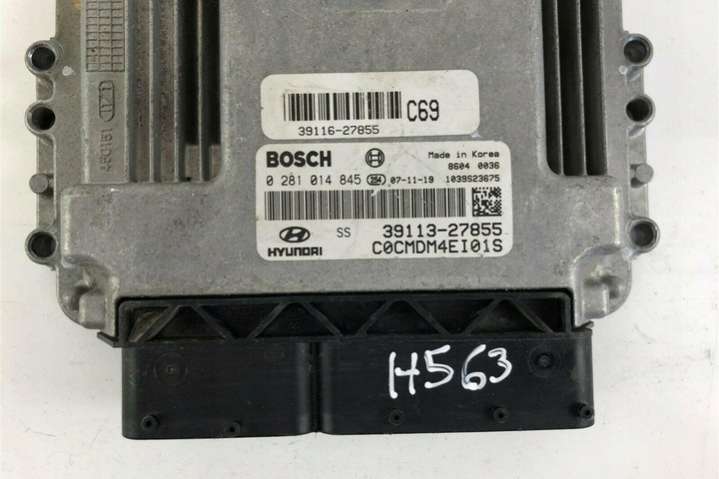 C69
39116-27855
BOSCH
Made in Korea
8604 0036
0 281 014 845 254 07-11-19 1039S23675
HYUNDAI
SS
39113-27855
C0CMDM4EI01S
H563